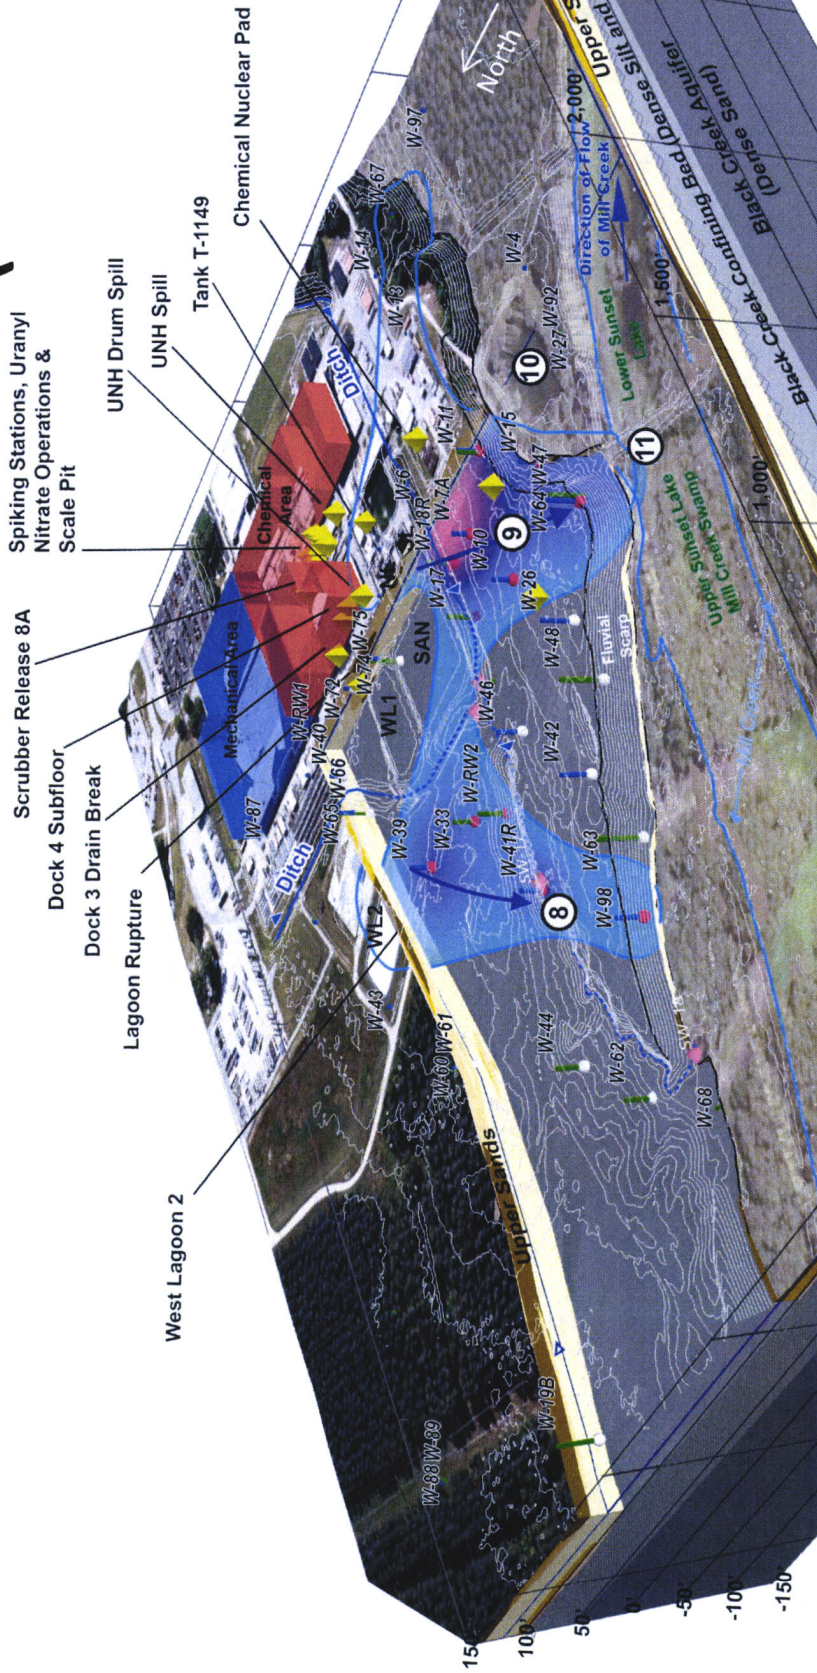 Spiking Stations, Uranyl
Nitrate Operations &
Scale Pit
Scrubber Release 8A
Dock 4 Subfloor
Dock 3 Drain Break
Lagoon Rupture
West Lagoon 2
UNH Drum Spill
UNH Spill
Tank T-1149
Chemical Nuclear Pad
Mechanical Area
Chemical
Area
Ditch
Ditch
North
W-87
W-RW1
W-40
W-72
W-74
W-75
W-65
W-66
WL1
SAN
WL2
W-43
W-39
W-33
W-RW2
W-46
W-41R
W-17
W-18R
W-7A
W-6
W-10
W-11
W-13
W-14
W-67
W-97
W-4
W-92
W-27
W-15
W-47
W-64
W-26
W-48
W-42
W-63
W-98
W-60
W-61
W-44
W-62
W-68
W-88
W-89
W-19B
8
9
10
11
Upper Sands
Fluvial
Scarp
Mill Creek
Upper Sunset Lake
Mill Creek Swamp
Lower Sunset
Lake
Direction of Flow
of Mill Creek
1,000'
1,500'
2,000'
Black Creek Confining Bed (Dense Silt and
Black Creek Aquifer
(Dense Sand)
Upper
100'
50'
0'
-50'
-100'
-150'